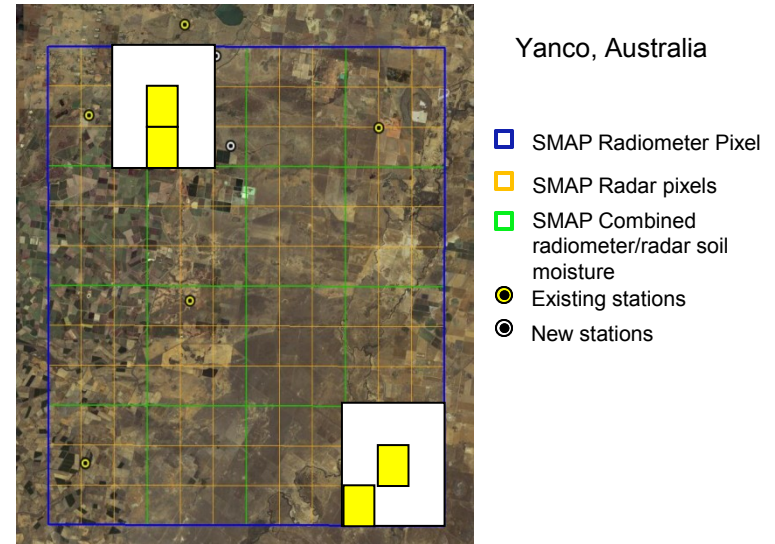 Yanco, Australia
SMAP Radiometer Pixel
SMAP Radar pixels
SMAP Combined
radiometer/radar soil
moisture
Existing stations
New stations